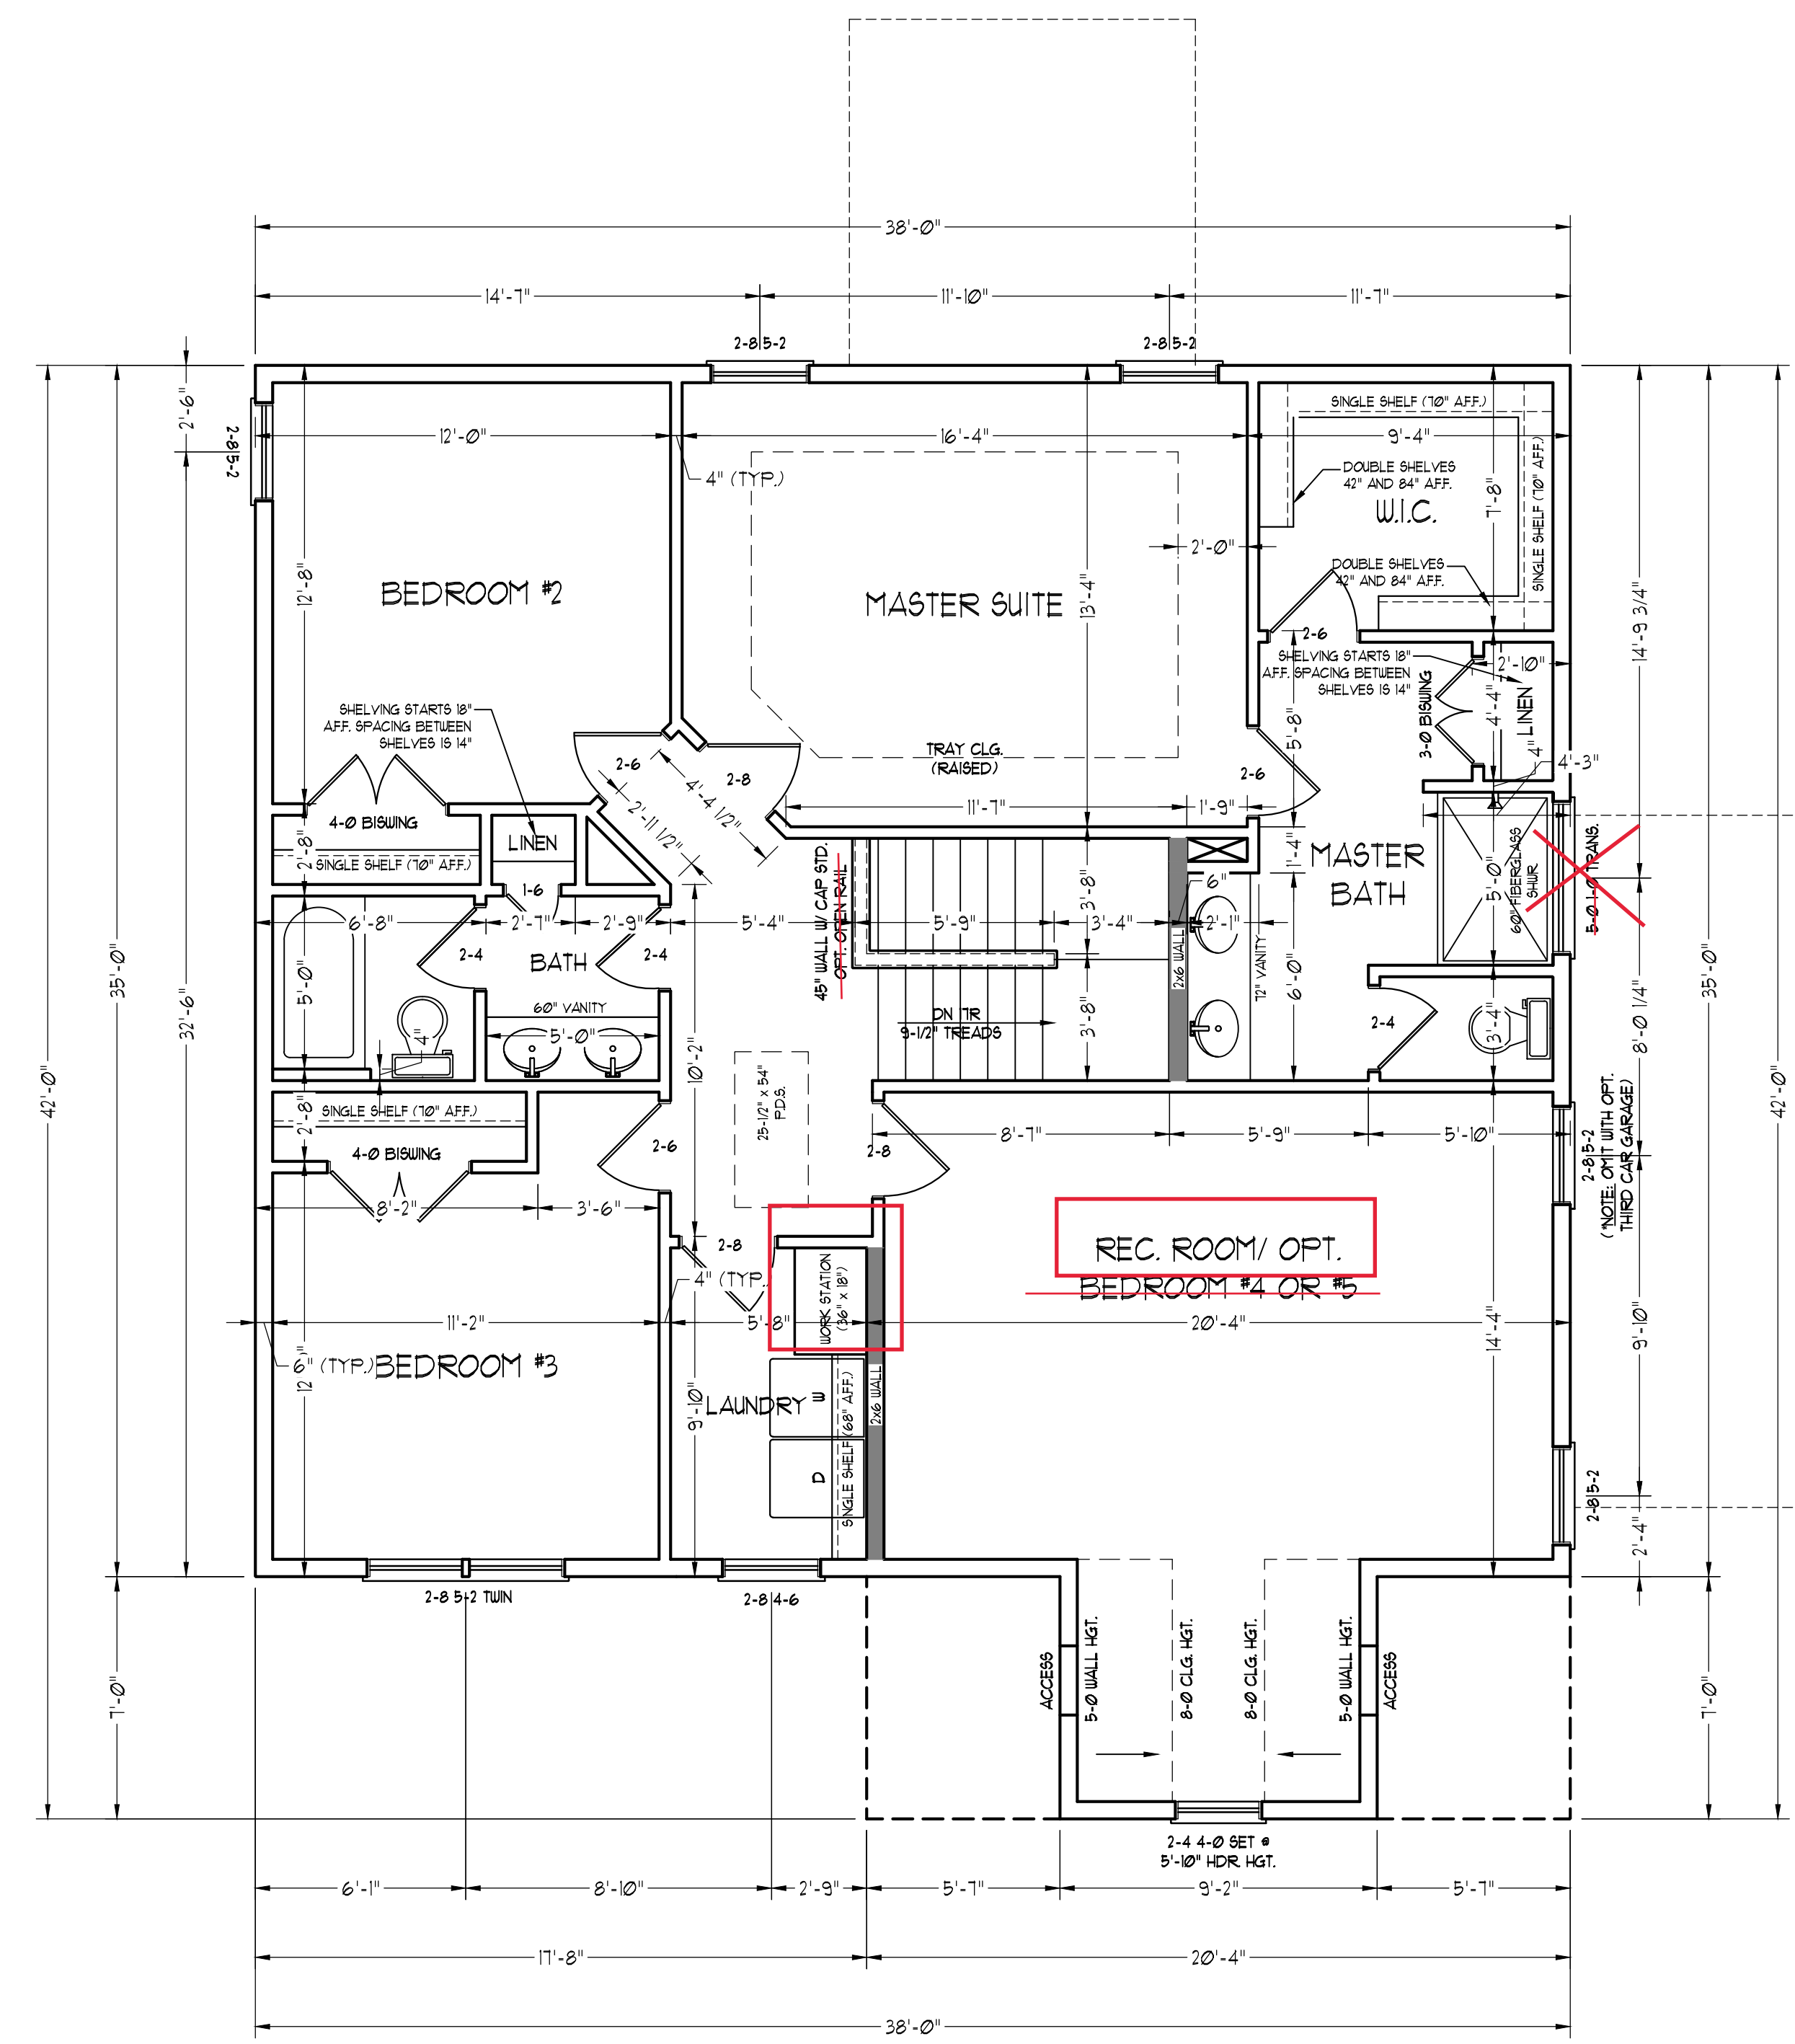 38'-0"
14'-7"
11'-10"
11'-7"
2-8 5-2
2-8 5-2
2'-6"
2-8 5-2
12'-0"
4" (TYP.)
16'-4"
9'-4"
SINGLE SHELF (70" A.F.F.)
DOUBLE SHELVES
42" AND 84" A.F.F.
W.I.C.
7'-8"
SINGLE SHELF (70" A.F.F.)
2'-0"
DOUBLE SHELVES
42" AND 84" A.F.F.
12'-8"
BEDROOM #2
MASTER SUITE
13'-4"
14'-9 3/4"
2-6
SHELVING STARTS 18"
A.F.F. SPACING BETWEEN
SHELVES IS 14"
3-0 BISWING
2'-10"
4'-4"
LINEN
4"
4'-3"
5'-8"
SHELVING STARTS 18"
A.F.F. SPACING BETWEEN
SHELVES IS 14"
TRAY CLG.
(RAISED)
2-6
2-8
2-6
4'-4 1/2"
2'-11 1/2"
11'-7"
1'-9"
4-0 BISWING
2'-8"
SINGLE SHELF (70" A.F.F.)
LINEN
1-6
45" WALL W/ CAP STD.
OPT. OPEN RAIL
3'-8"
1'-4"
6"
MASTER
BATH
5'-0"
60" FIBERGLASS
SHWR
5-0 1-0 TRANS.
6'-8"
2'-7"
2'-9"
5'-4"
5'-9"
3'-4"
2'-1"
35'-0"
42'-0"
32'-6"
2-4
BATH
2-4
5'-0"
4"
60" VANITY
5'-0"
2x6 WALL
72" VANITY
6'-0"
DN 7R
9-1/2" TREADS
3'-8"
2-4
3'-4"
8'-0 1/4"
35'-0"
42'-0"
10'-2"
25-1/2" x 54"
P.D.S.
2'-8"
SINGLE SHELF (70" A.F.F.)
4-0 BISWING
2-6
2-8
8'-7"
5'-9"
5'-10"
2-8 5-2
(*NOTE: OMIT WITH OPT.
THIRD CAR GARAGE)
8'-2"
3'-6"
2-8
4" (TYP.)
WORK STATION
(36" x 18")
REC. ROOM/ OPT.
BEDROOM #4 OR #5
11'-2"
5'-8"
20'-4"
14'-4"
9'-10"
6" (TYP.)
12"
BEDROOM #3
9'-10"
LAUNDRY
W
D
SINGLE SHELF (68" A.F.F.)
2x6 WALL
2-8 5-2
2'-4"
2-8 5-2 TWIN
2-8 4-6
7'-0"
ACCESS
5-0 WALL HGT.
8-0 CLG. HGT.
8-0 CLG. HGT.
5-0 WALL HGT.
ACCESS
7'-0"
2-4 4-0 SET @
5'-10" HDR. HGT.
6'-1"
8'-10"
2'-9"
5'-7"
9'-2"
5'-7"
17'-8"
20'-4"
38'-0"